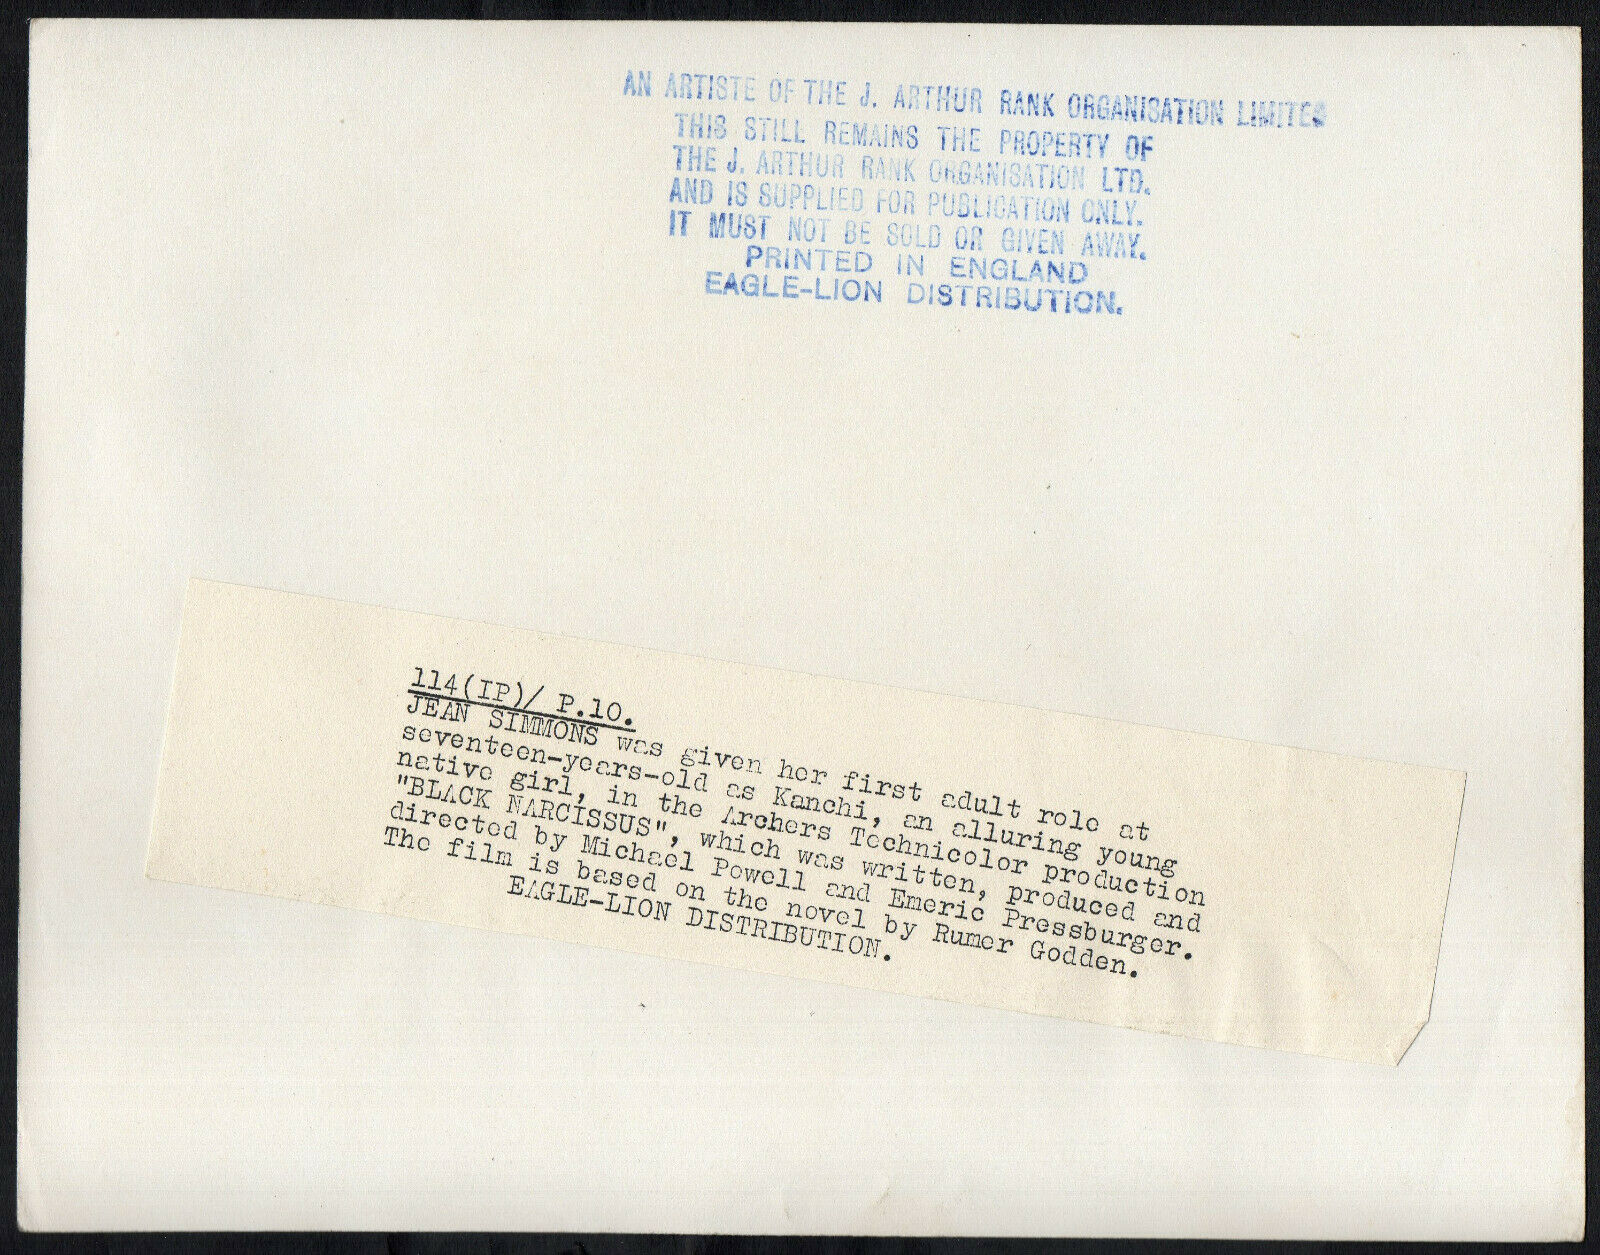 AN ARTISTE OF THE J. ARTHUR RANK ORGANISATION LIMITED
THIS STILL REMAINS THE PROPERTY OF
THE J. ARTHUR RANK ORGANISATION LTD.
AND IS SUPPLIED FOR PUBLICATION ONLY.
IT MUST NOT BE SOLD OR GIVEN AWAY.
PRINTED IN ENGLAND
EAGLE-LION DISTRIBUTION.
114(IP)/ P.10.
JEAN SIMMONS was given her first adult role at
seventeen-years-old as Kanchi, an alluring young
native girl, in the Archers Technicolor production
"BLACK NARCISSUS", which was written, produced and
directed by Michael Powell and Emeric Pressburger.
The film is based on the novel by Rumer Godden.
EAGLE-LION DISTRIBUTION.